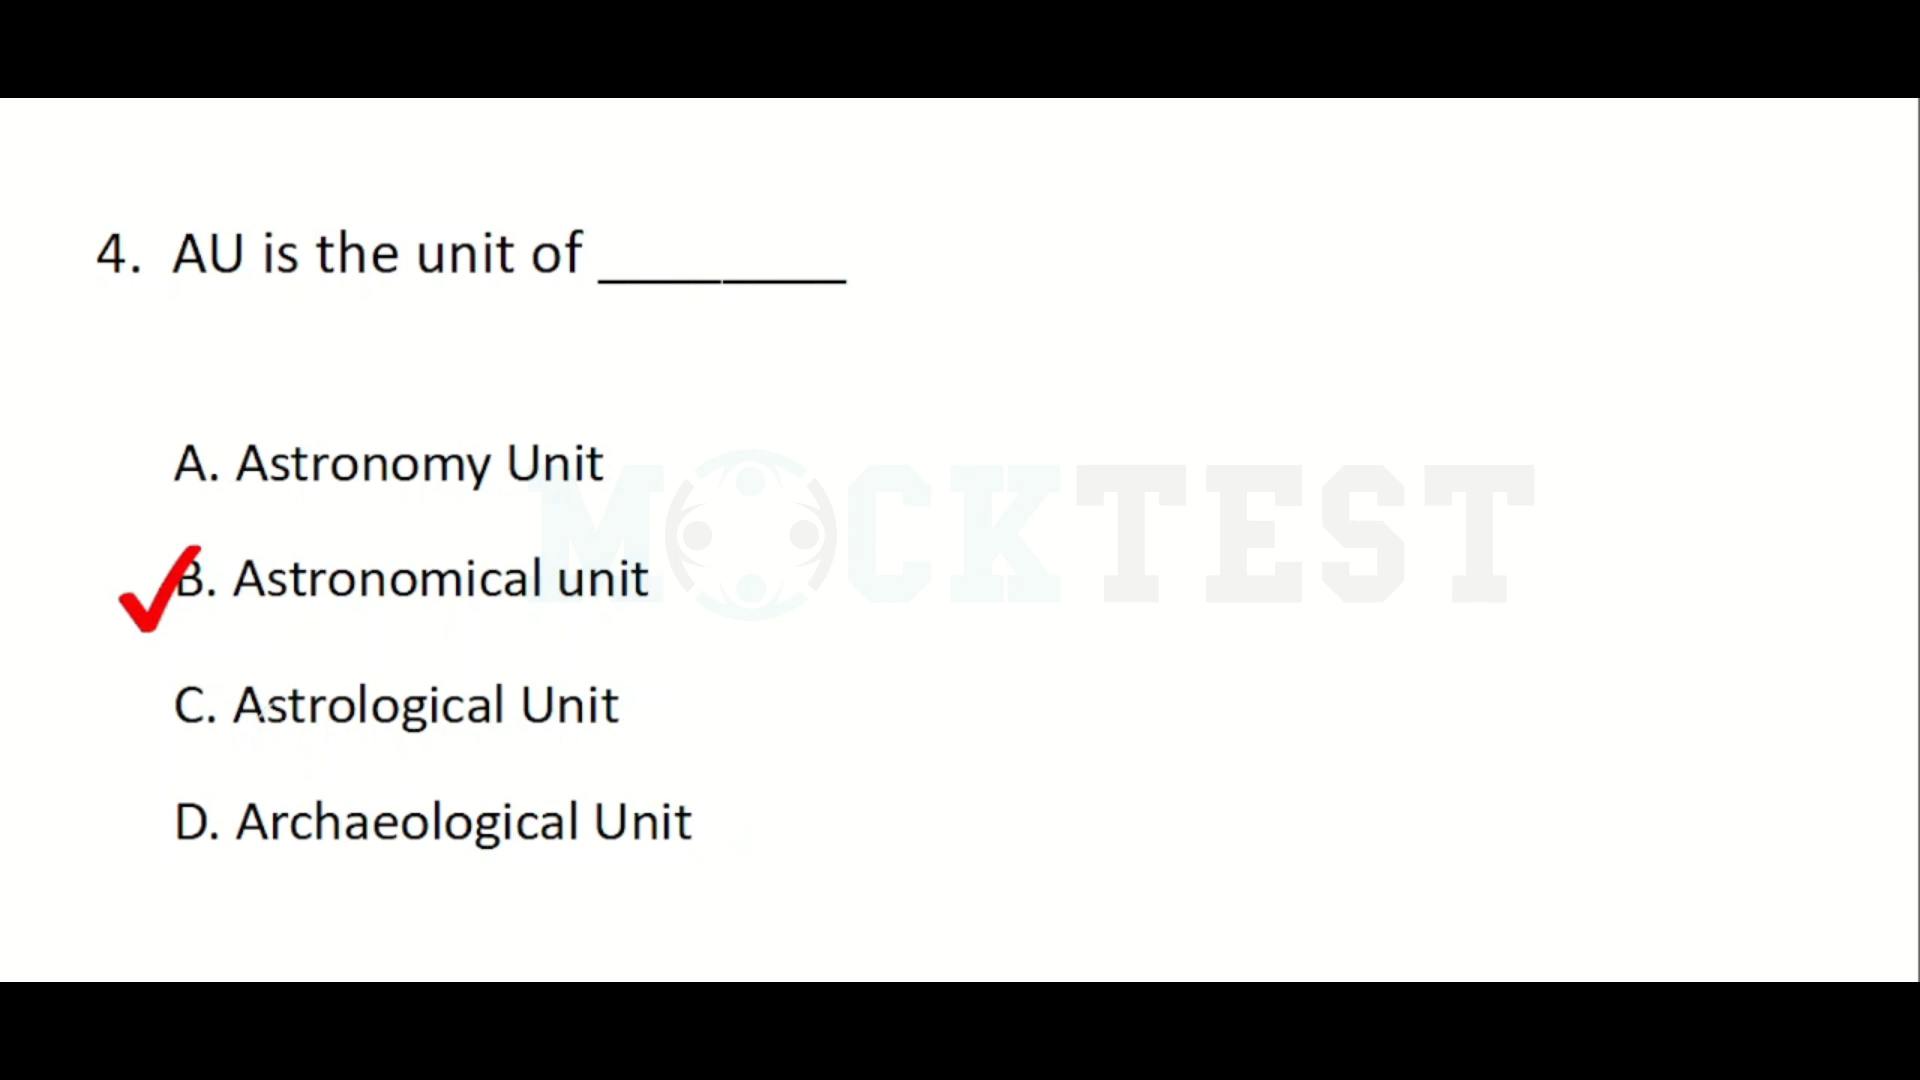 4. AU is the unit of _________
A. Astronomy Unit
B. Astronomical unit
C. Astrological Unit
D. Archaeological Unit
MOCKTEST